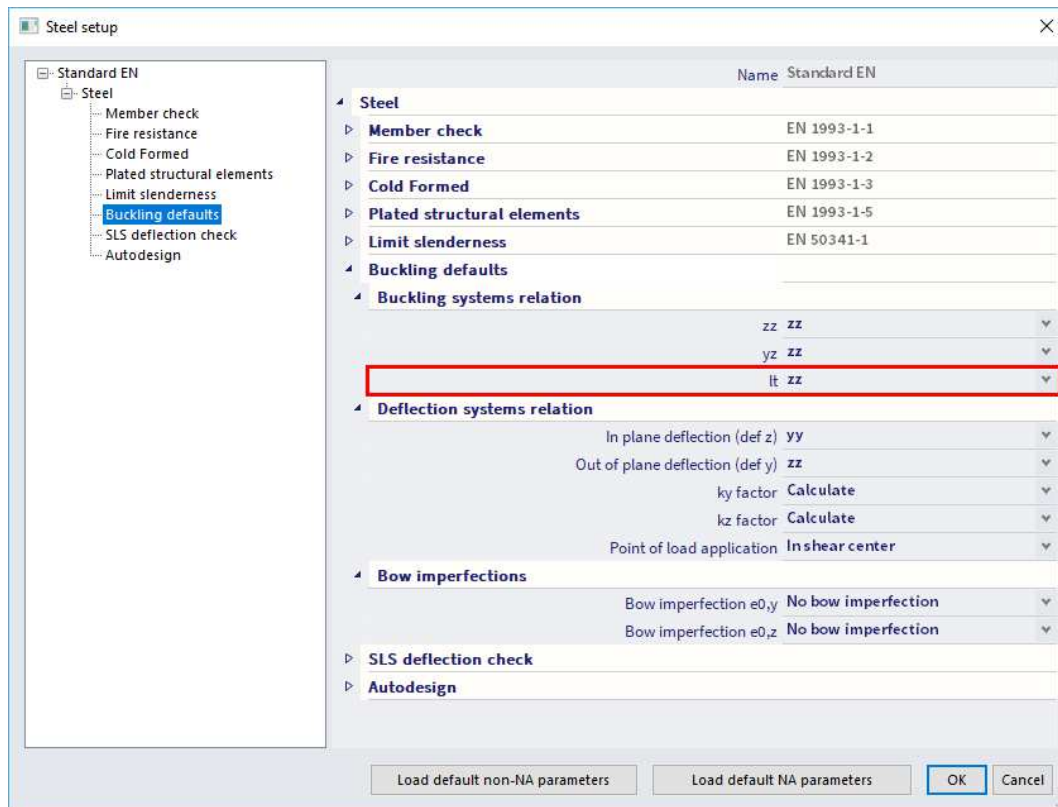 Steel setup
Standard EN
Steel
Member check
Fire resistance
Cold Formed
Plated structural elements
Limit slenderness
Buckling defaults
SLS deflection check
Autodesign
Name Standard EN
Steel
Member check EN 1993-1-1
Fire resistance EN 1993-1-2
Cold Formed EN 1993-1-3
Plated structural elements EN 1993-1-5
Limit slenderness EN 50341-1
Buckling defaults
Buckling systems relation
zz zz
yz zz
lt zz
Deflection systems relation
In plane deflection (def z) yy
Out of plane deflection (def y) zz
ky factor Calculate
kz factor Calculate
Point of load application In shear center
Bow imperfections
Bow imperfection e0,y No bow imperfection
Bow imperfection e0,z No bow imperfection
SLS deflection check
Autodesign
Load default non-NA parameters Load default NA parameters OK Cancel